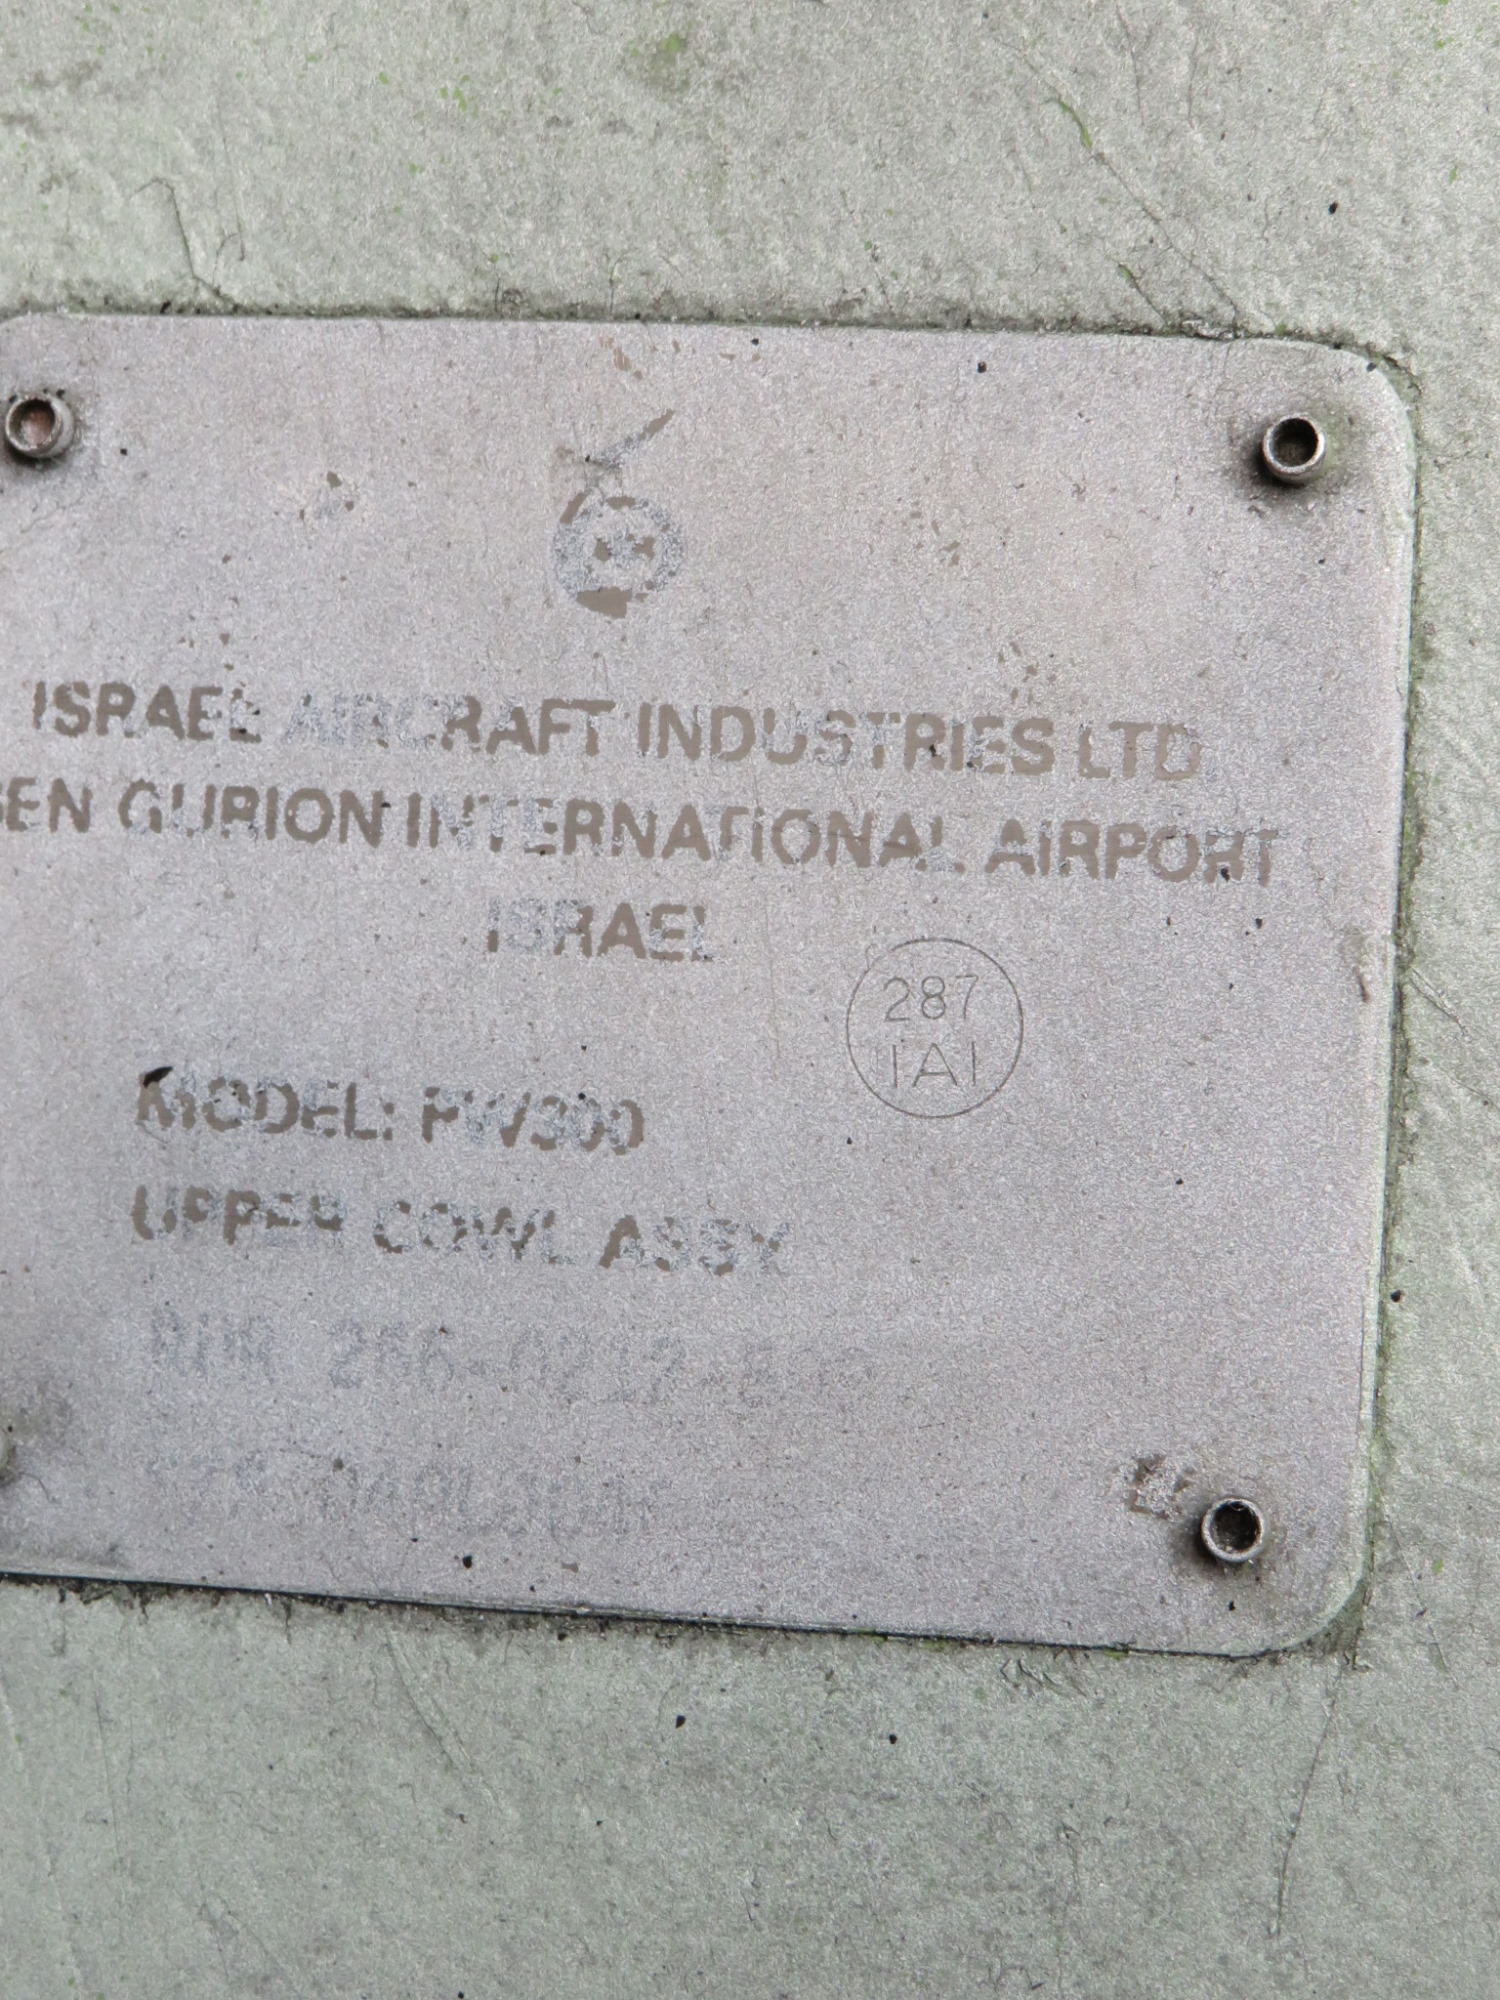 ISRAEL AIRCRAFT INDUSTRIES LTD
BEN GURION INTERNATIONAL AIRPORT
ISRAEL
287
IAI
MODEL: PW300
UPPER COWL ASSY